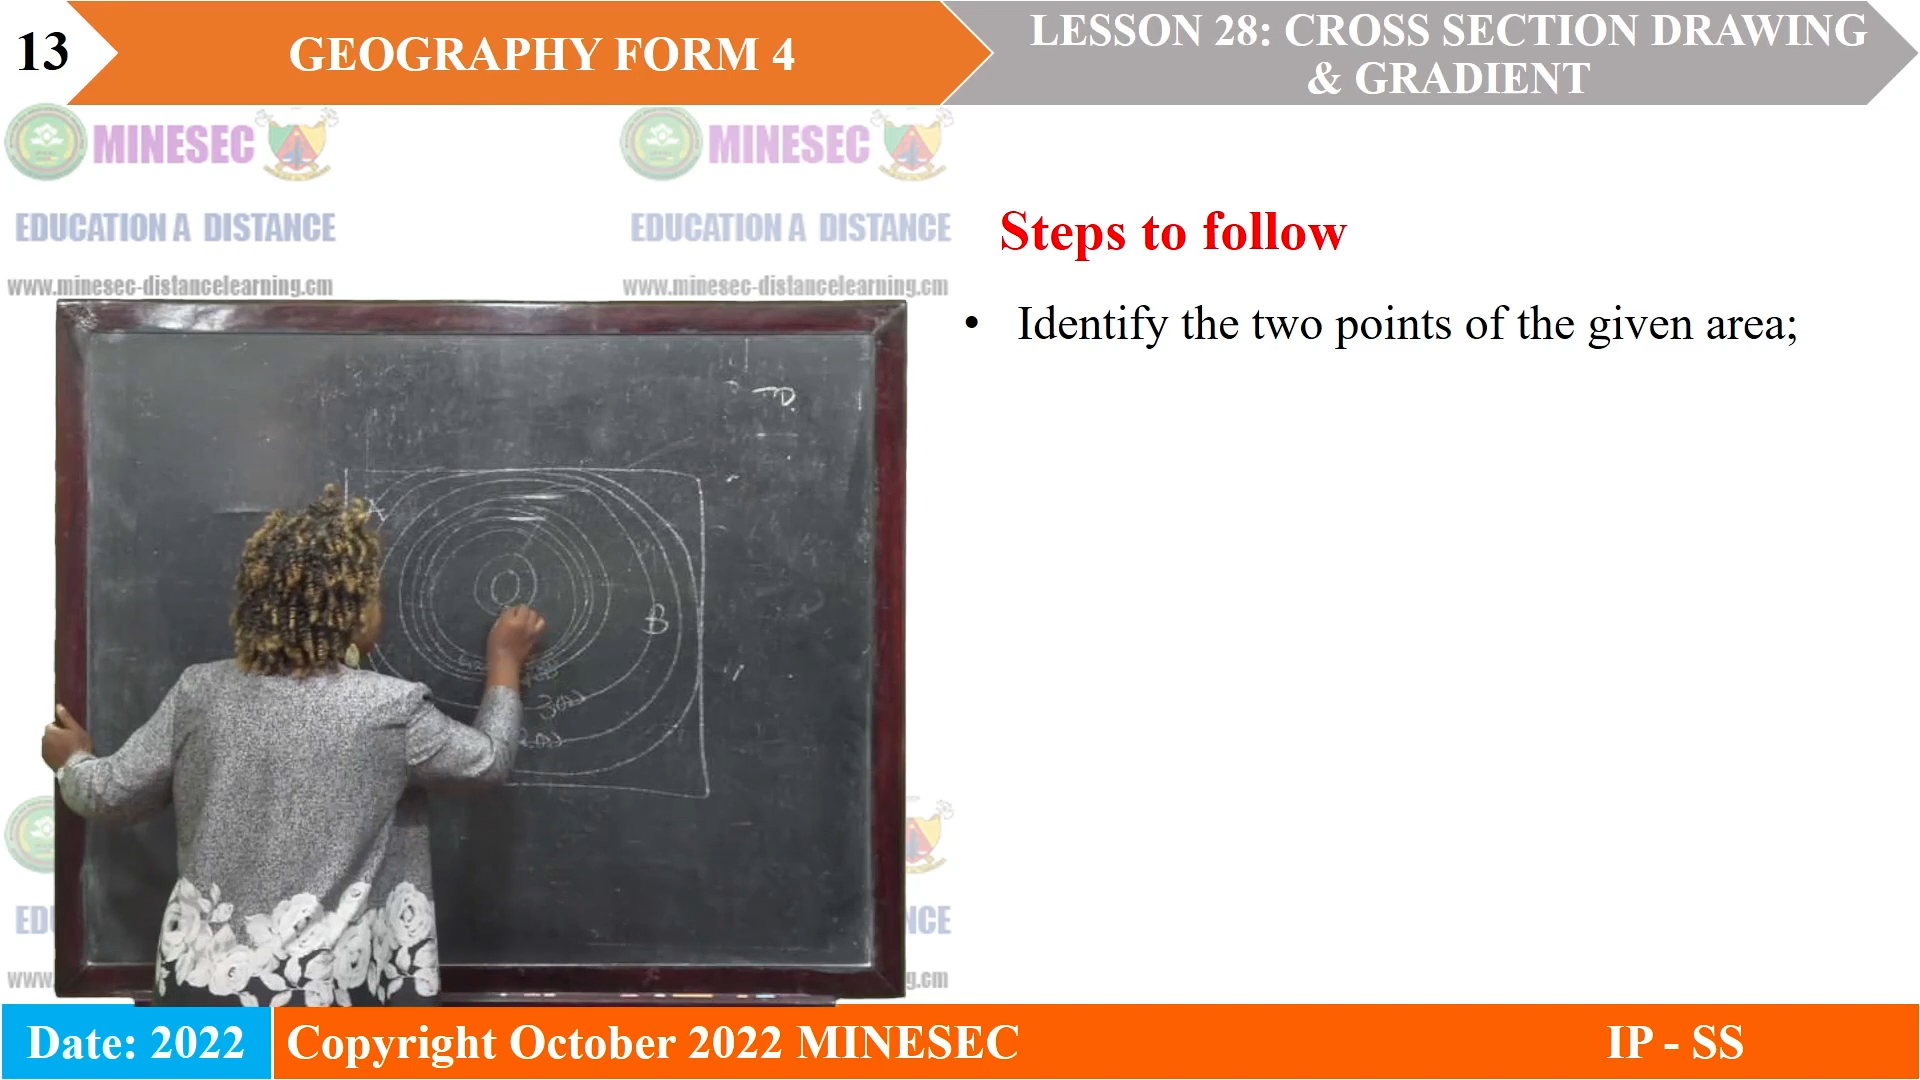 13
GEOGRAPHY FORM 4
LESSON 28: CROSS SECTION DRAWING
& GRADIENT
MINESEC
EDUCATION A DISTANCE
www.minesec-distancelearning.cm
MINESEC
EDUCATION A DISTANCE
www.minesec-distancelearning.cm
Steps to follow
• Identify the two points of the given area;
A
B
Date: 2022
Copyright October 2022 MINESEC
IP - SS